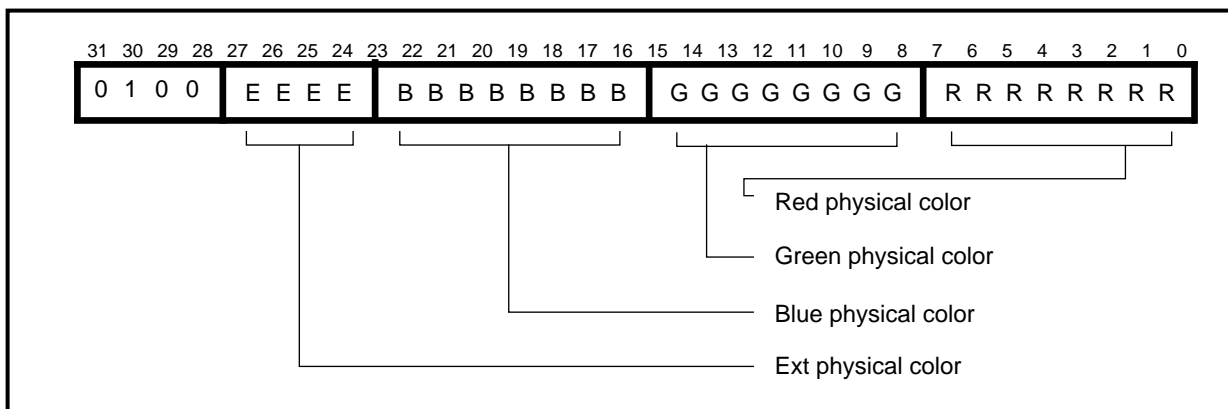 31 30 29 28 27 26 25 24 23 22 21 20 19 18 17 16 15 14 13 12 11 10 9 8 7 6 5 4 3 2 1 0
0 1 0 0 E E E E B B B B B B B B G G G G G G G G R R R R R R R R
Red physical color
Green physical color
Blue physical color
Ext physical color